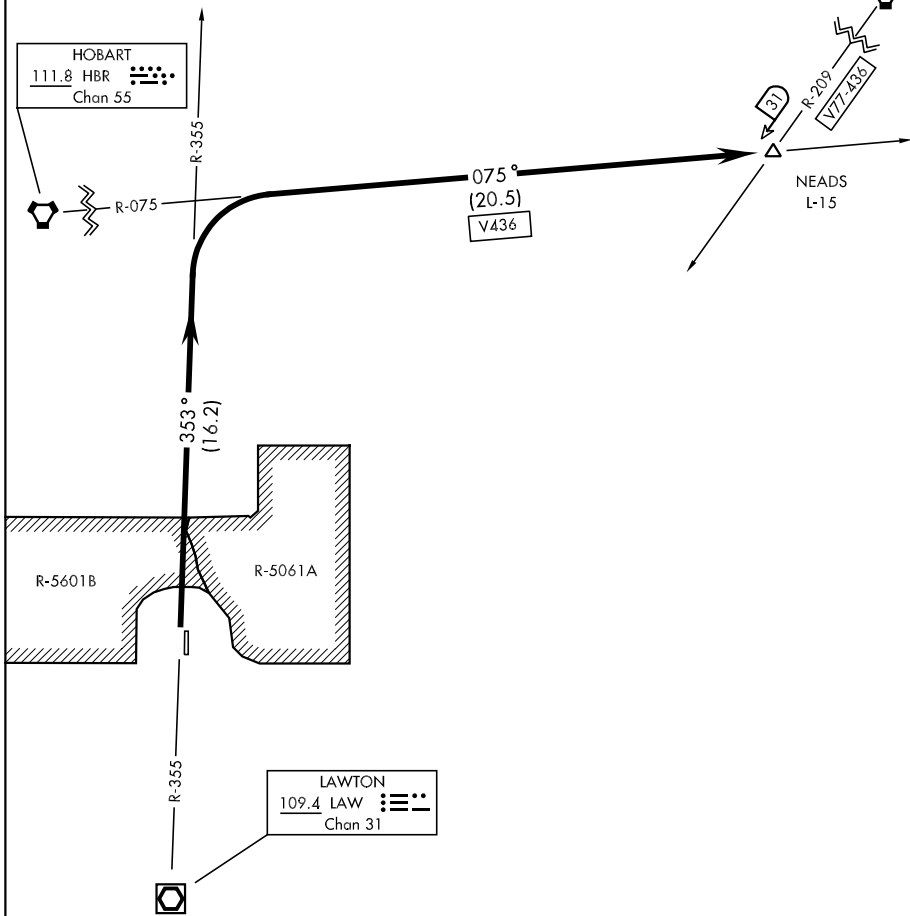 HOBART
111.8 HBR
Chan 55
R-355
31
R-209
V77-436
R-075
075°
(20.5)
V436
NEADS
L-15
353°
(16.2)
R-5601B
R-5061A
R-355
LAWTON
109.4 LAW
Chan 31